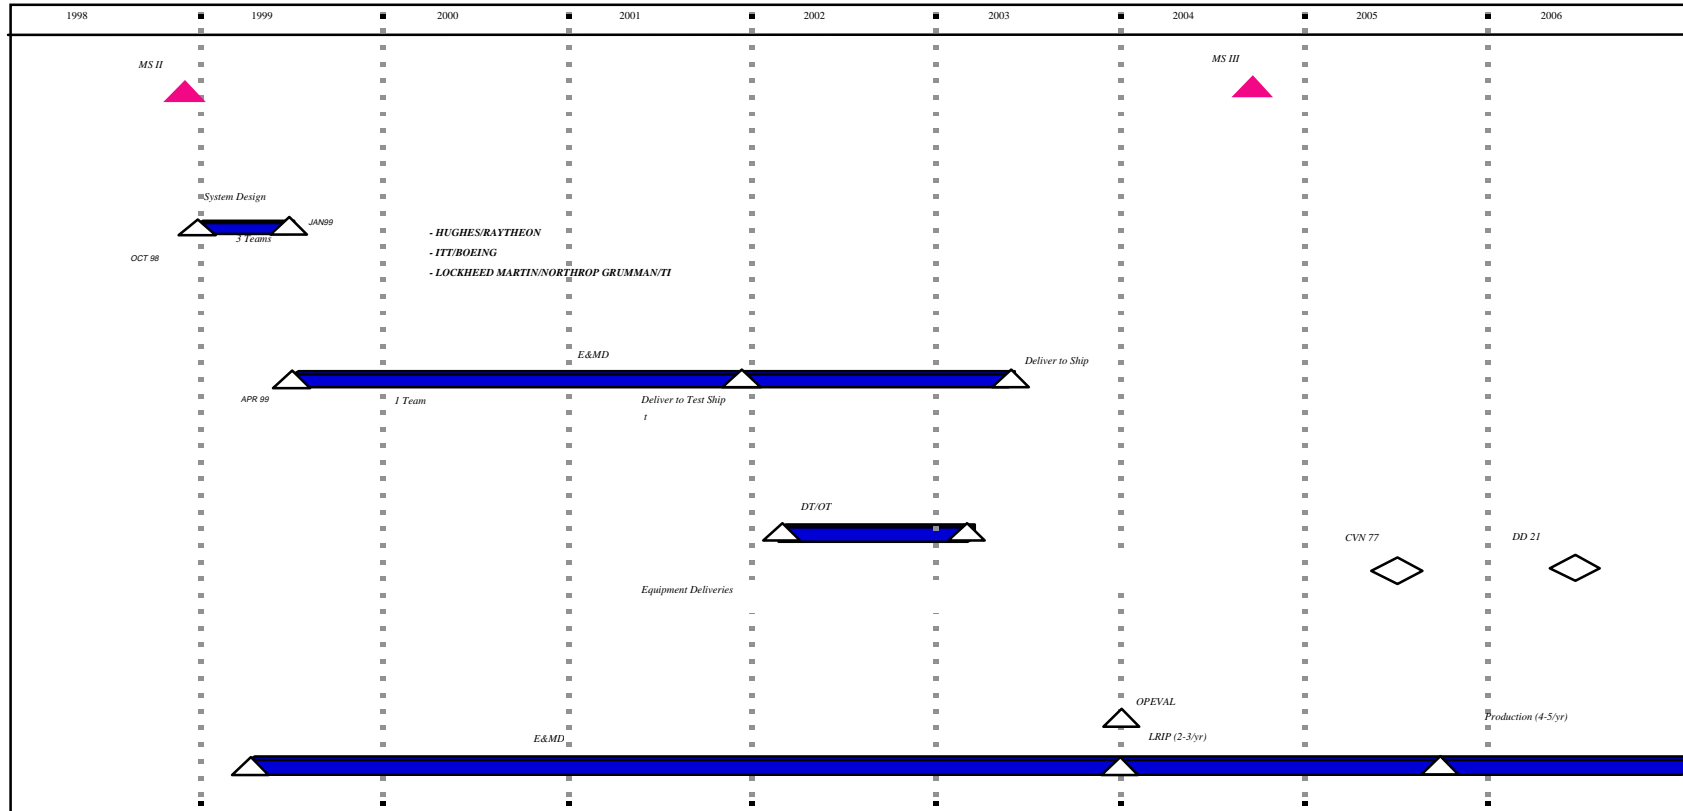 1998 1999 2000 2001 2002 2003 2004 2005 2006
MS II
MS III
System Design
JAN99
3 Teams
OCT 98
- HUGHES/RAYTHEON
- ITT/BOEING
- LOCKHEED MARTIN/NORTHROP GRUMMAN/TI
E&MD
Deliver to Ship
APR 99
1 Team
Deliver to Test Ship
t
DT/OT
CVN 77
DD 21
Equipment Deliveries
OPEVAL
Production (4-5/yr)
E&MD
LRIP (2-3/yr)